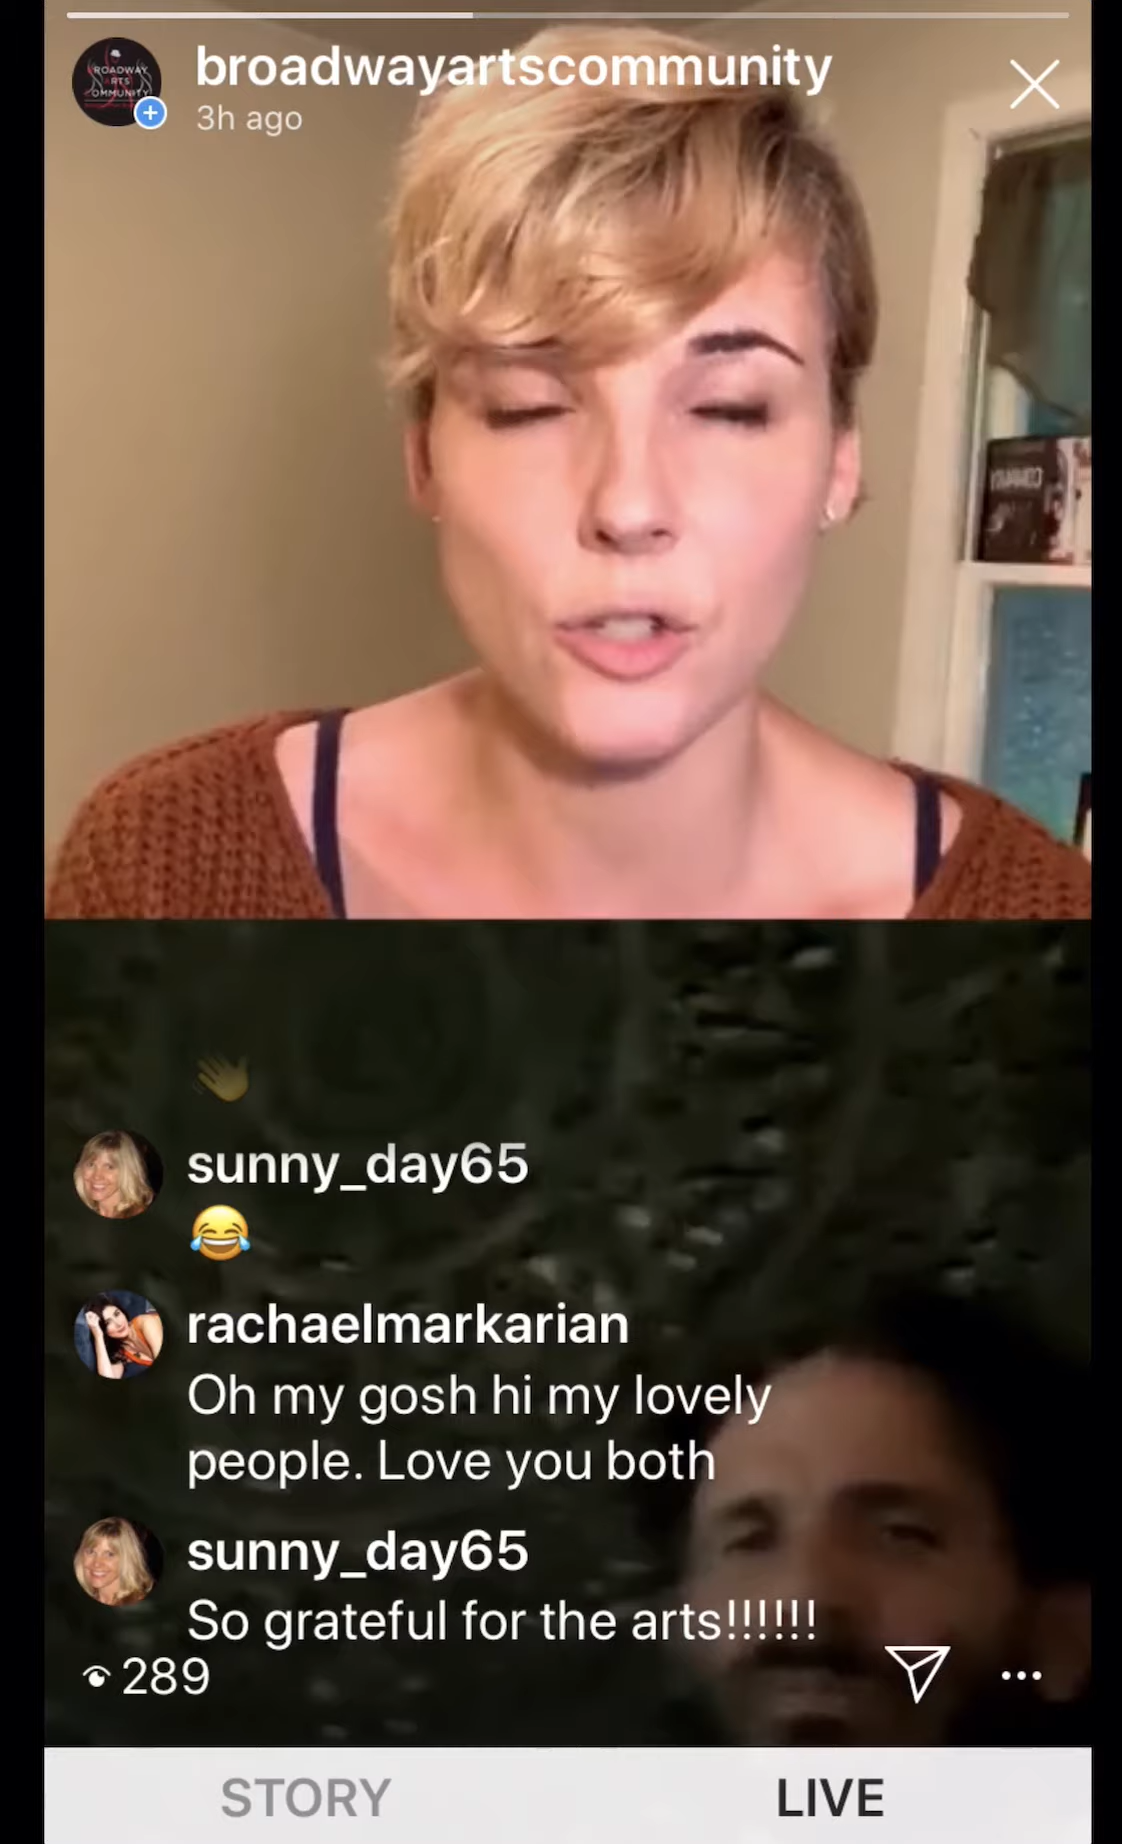 broadwayartscommunity
3h ago
sunny_day65
😂
rachaelmarkarian
Oh my gosh hi my lovely
people. Love you both
sunny_day65
So grateful for the arts!!!!!!
289
STORY
LIVE